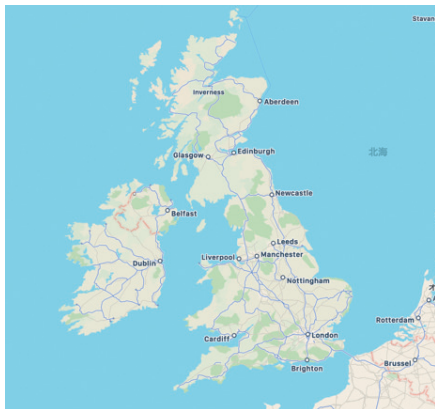 Stavan
Inverness
Aberdeen
Glasgow
Edinburgh
北海
Newcastle
Belfast
Leeds
Dublin
Liverpool
Manchester
Nottingham
オ
Rotterdam
Cardiff
London
Brussel
Brighton